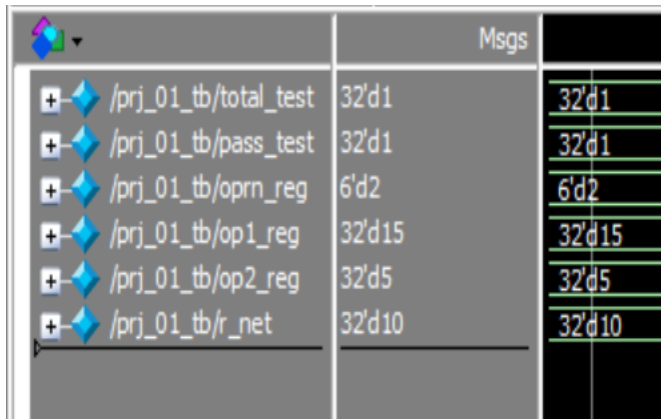 Msgs
/prj_01_tb/total_test 32'd1 32'd1
/prj_01_tb/pass_test 32'd1 32'd1
/prj_01_tb/oprn_reg 6'd2 6'd2
/prj_01_tb/op1_reg 32'd15 32'd15
/prj_01_tb/op2_reg 32'd5 32'd5
/prj_01_tb/r_net 32'd10 32'd10